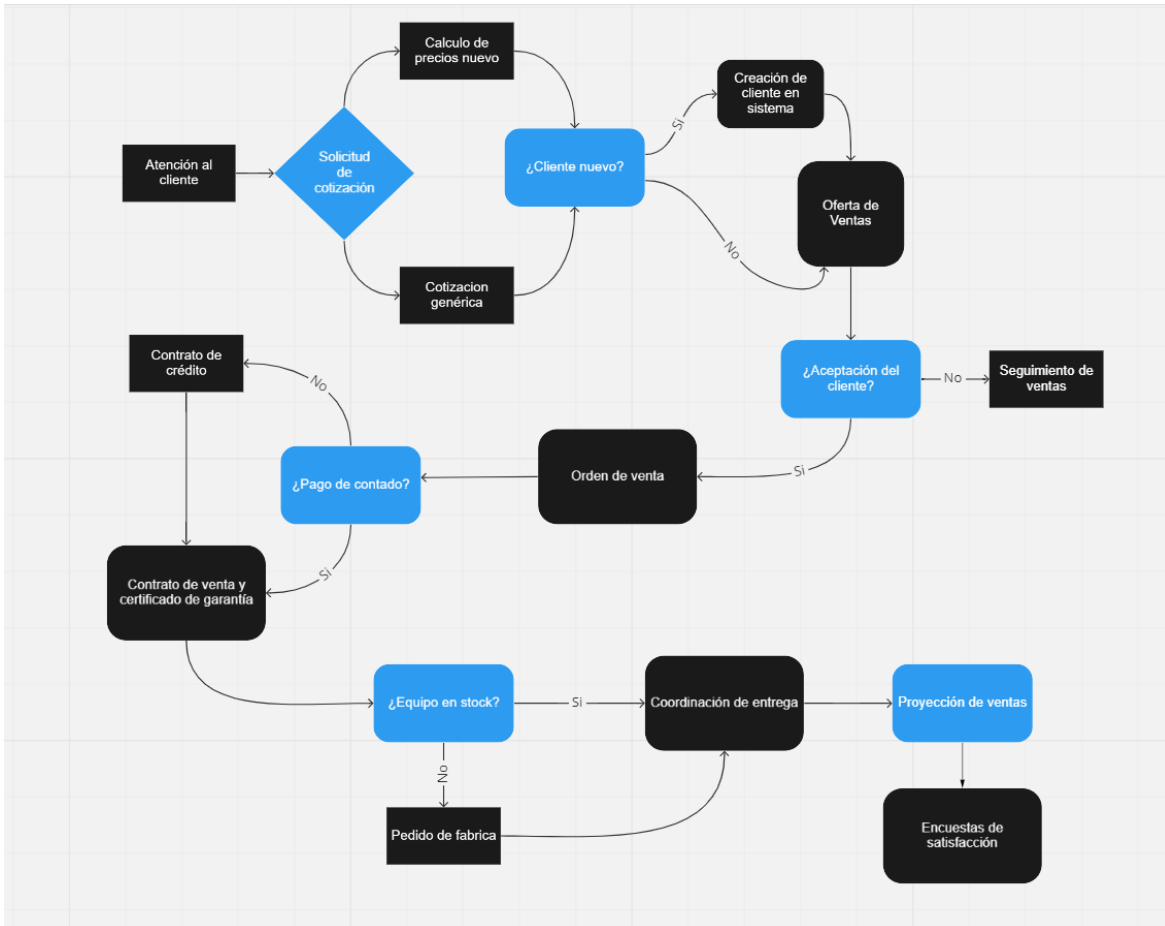 Calculo de
precios nuevo
Creación de
cliente en
sistema
Si
Atención al
cliente
Solicitud
de
cotización
¿Cliente nuevo?
Oferta de
Ventas
No
Cotizacion
genérica
Contrato de
crédito
No
¿Aceptación del
cliente?
No
Seguimiento de
ventas
Si
Orden de venta
¿Pago de contado?
Si
Contrato de venta y
certificado de garantía
¿Equipo en stock?
Si
Coordinación de entrega
Proyección de ventas
No
Pedido de fabrica
Encuestas de
satisfacción